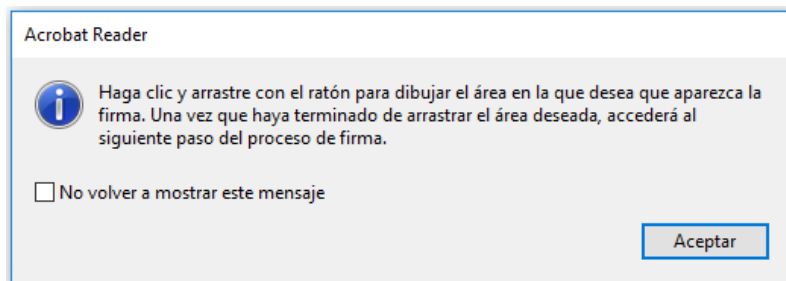 Acrobat Reader
Haga clic y arrastre con el ratón para dibujar el área en la que desea que aparezca la
firma. Una vez que haya terminado de arrastrar el área deseada, accederá al
siguiente paso del proceso de firma.
No volver a mostrar este mensaje
Aceptar